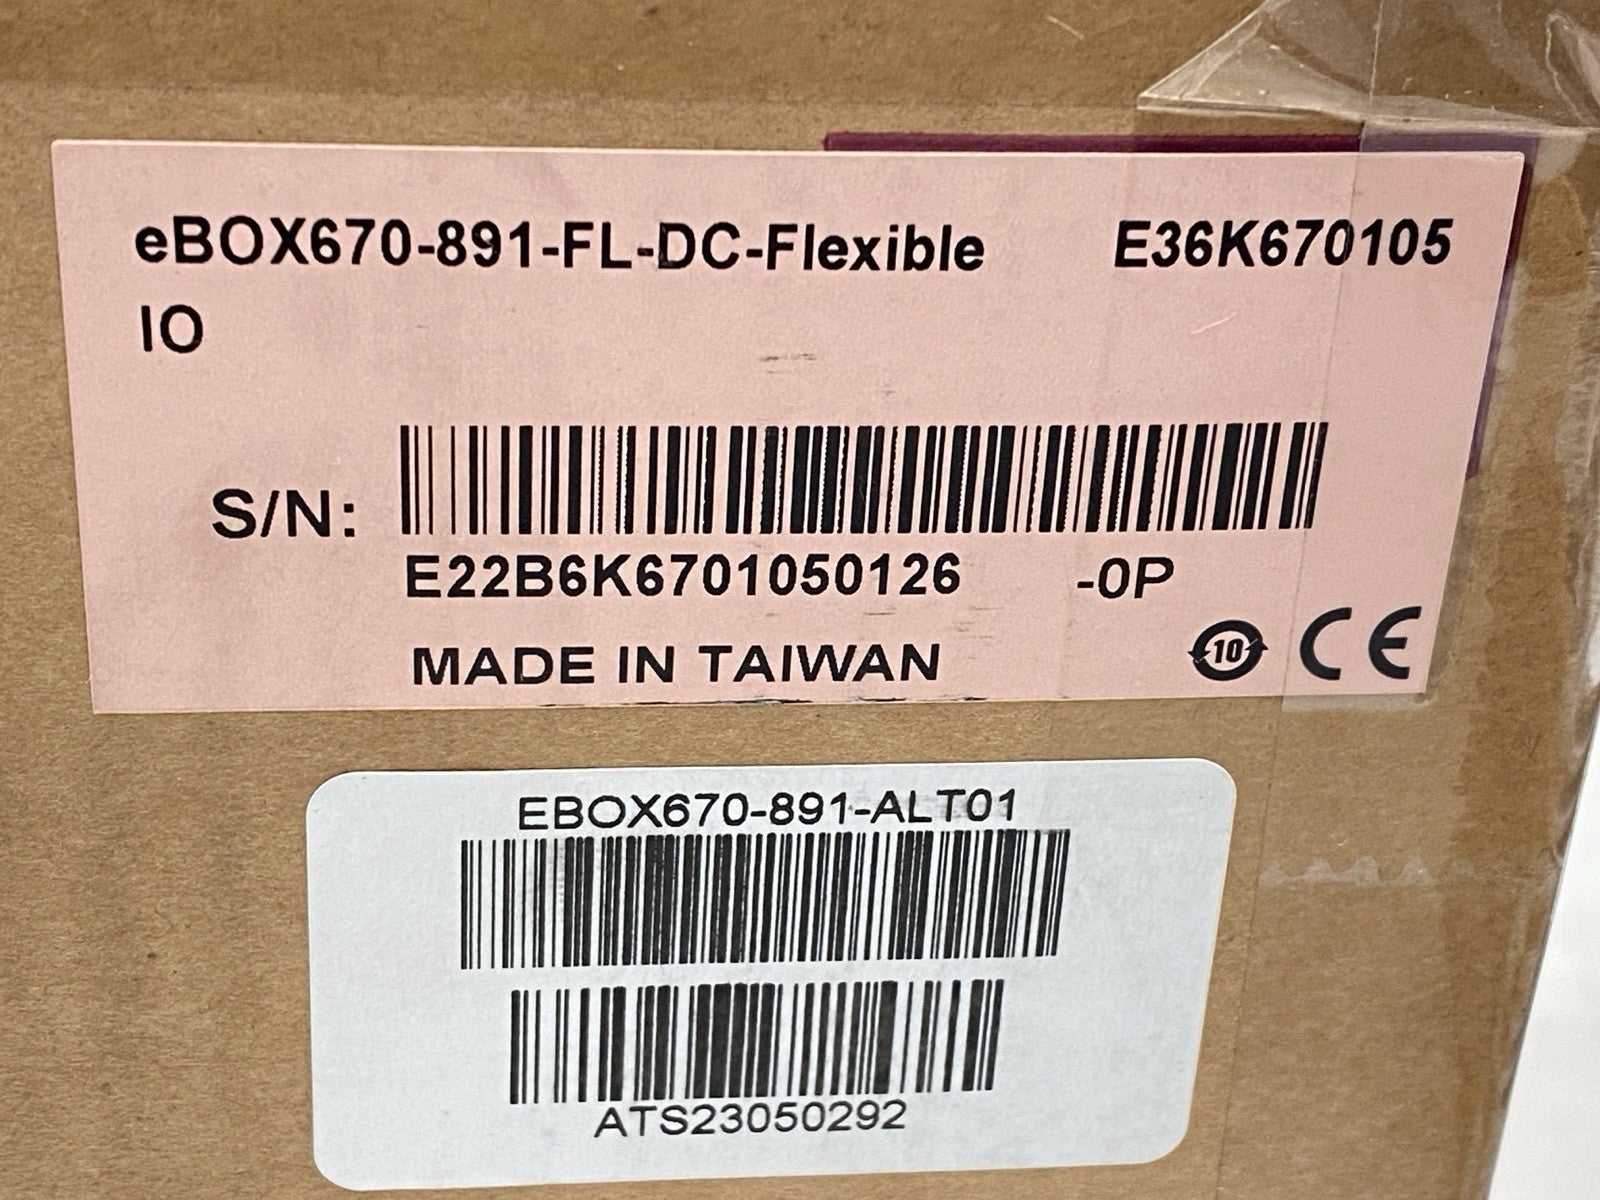 eBOX670-891-FL-DC-Flexible E36K670105
IO
S/N:
E22B6K6701050126 -0P
MADE IN TAIWAN 10 CE
EBOX670-891-ALT01
ATS23050292